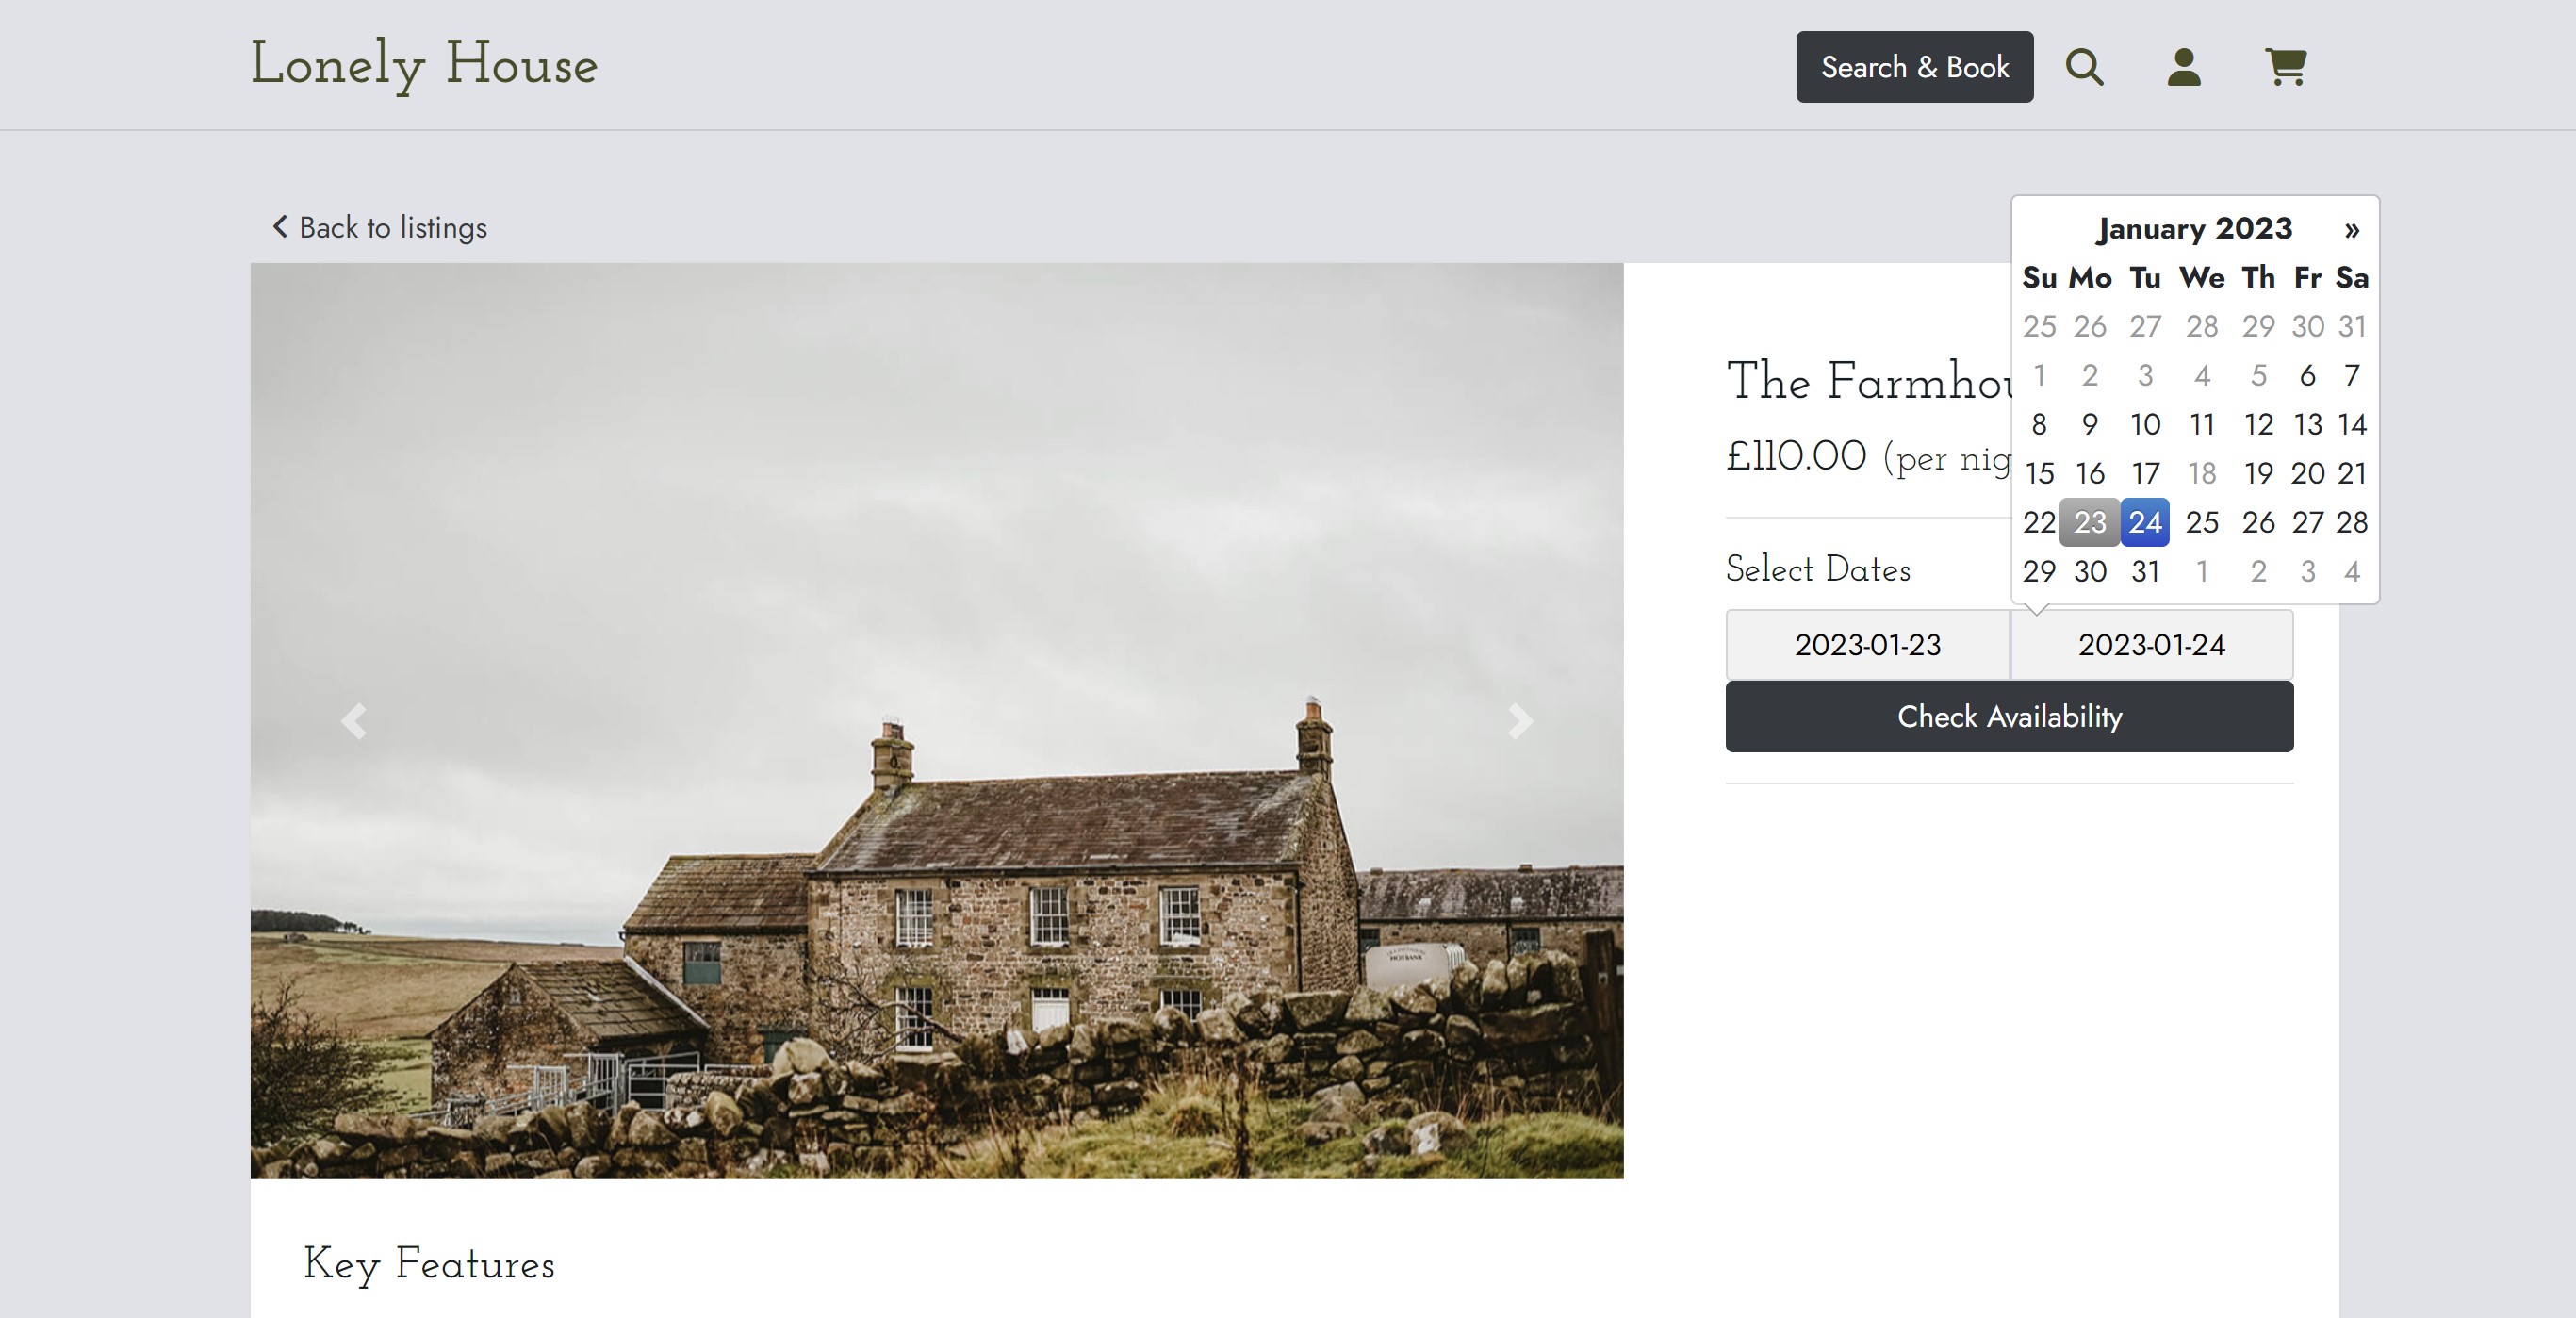 Lonely House
Search & Book
Back to listings
January 2023 »
Su Mo Tu We Th Fr Sa
25 26 27 28 29 30 31
1 2 3 4 5 6 7
8 9 10 11 12 13 14
15 16 17 18 19 20 21
22 23 24 25 26 27 28
29 30 31 1 2 3 4
The Farmhou
£110.00 (per nig
Select Dates
2023-01-23 2023-01-24
Check Availability
HOTBANK
Key Features